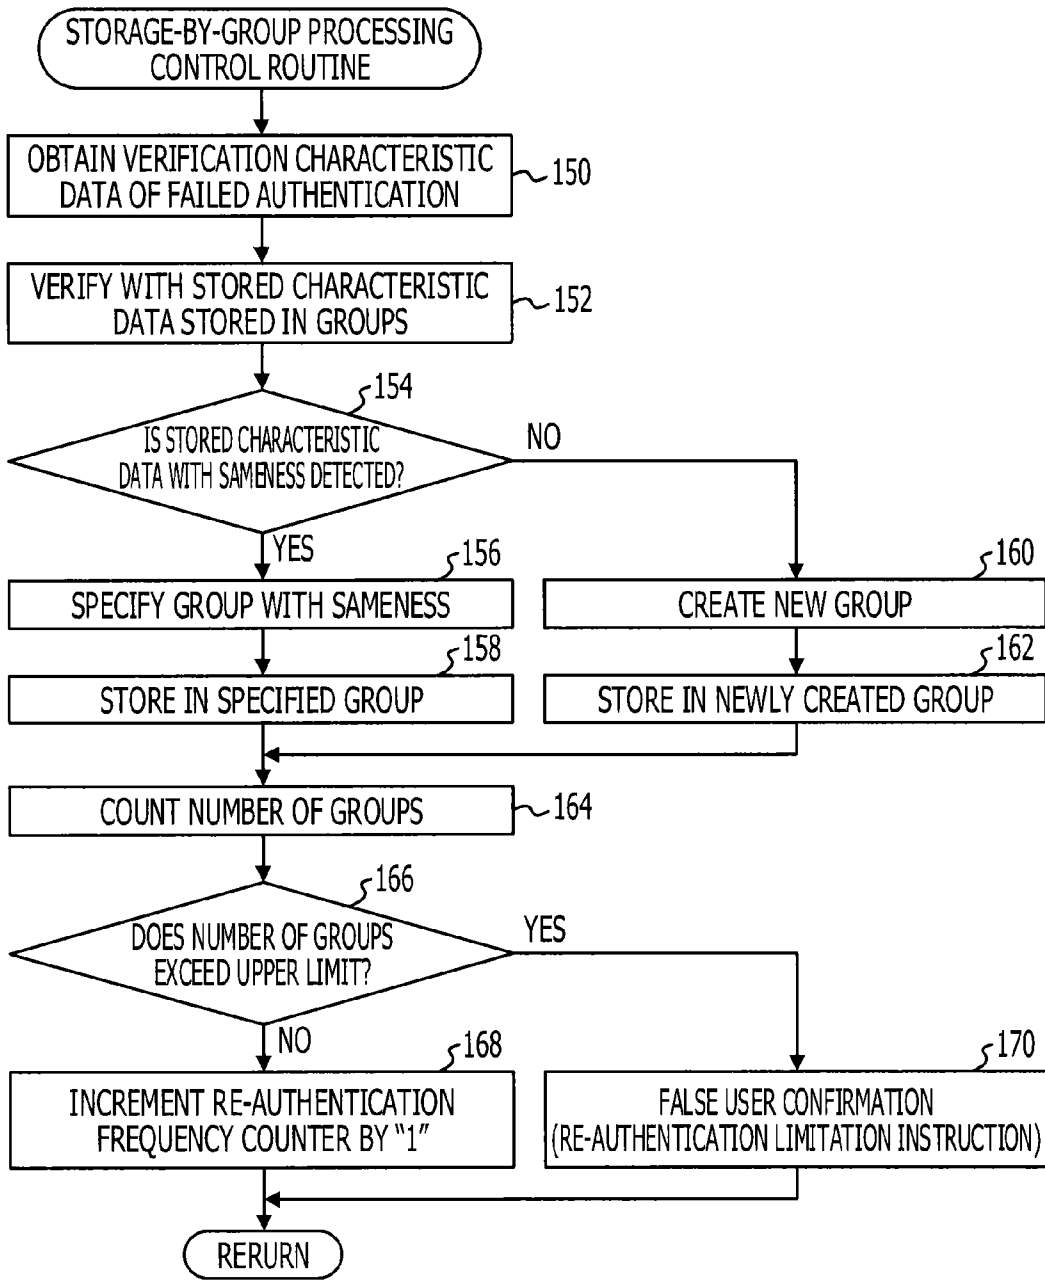 STORAGE-BY-GROUP PROCESSING
CONTROL ROUTINE
OBTAIN VERIFICATION CHARACTERISTIC
DATA OF FAILED AUTHENTICATION
150
VERIFY WITH STORED CHARACTERISTIC
DATA STORED IN GROUPS
152
154
IS STORED CHARACTERISTIC
DATA WITH SAMENESS DETECTED?
NO
YES
156
SPECIFY GROUP WITH SAMENESS
160
CREATE NEW GROUP
158
STORE IN SPECIFIED GROUP
162
STORE IN NEWLY CREATED GROUP
COUNT NUMBER OF GROUPS
164
166
DOES NUMBER OF GROUPS
EXCEED UPPER LIMIT?
YES
NO
168
INCREMENT RE-AUTHENTICATION
FREQUENCY COUNTER BY “1”
170
FALSE USER CONFIRMATION
(RE-AUTHENTICATION LIMITATION INSTRUCTION)
RERURN